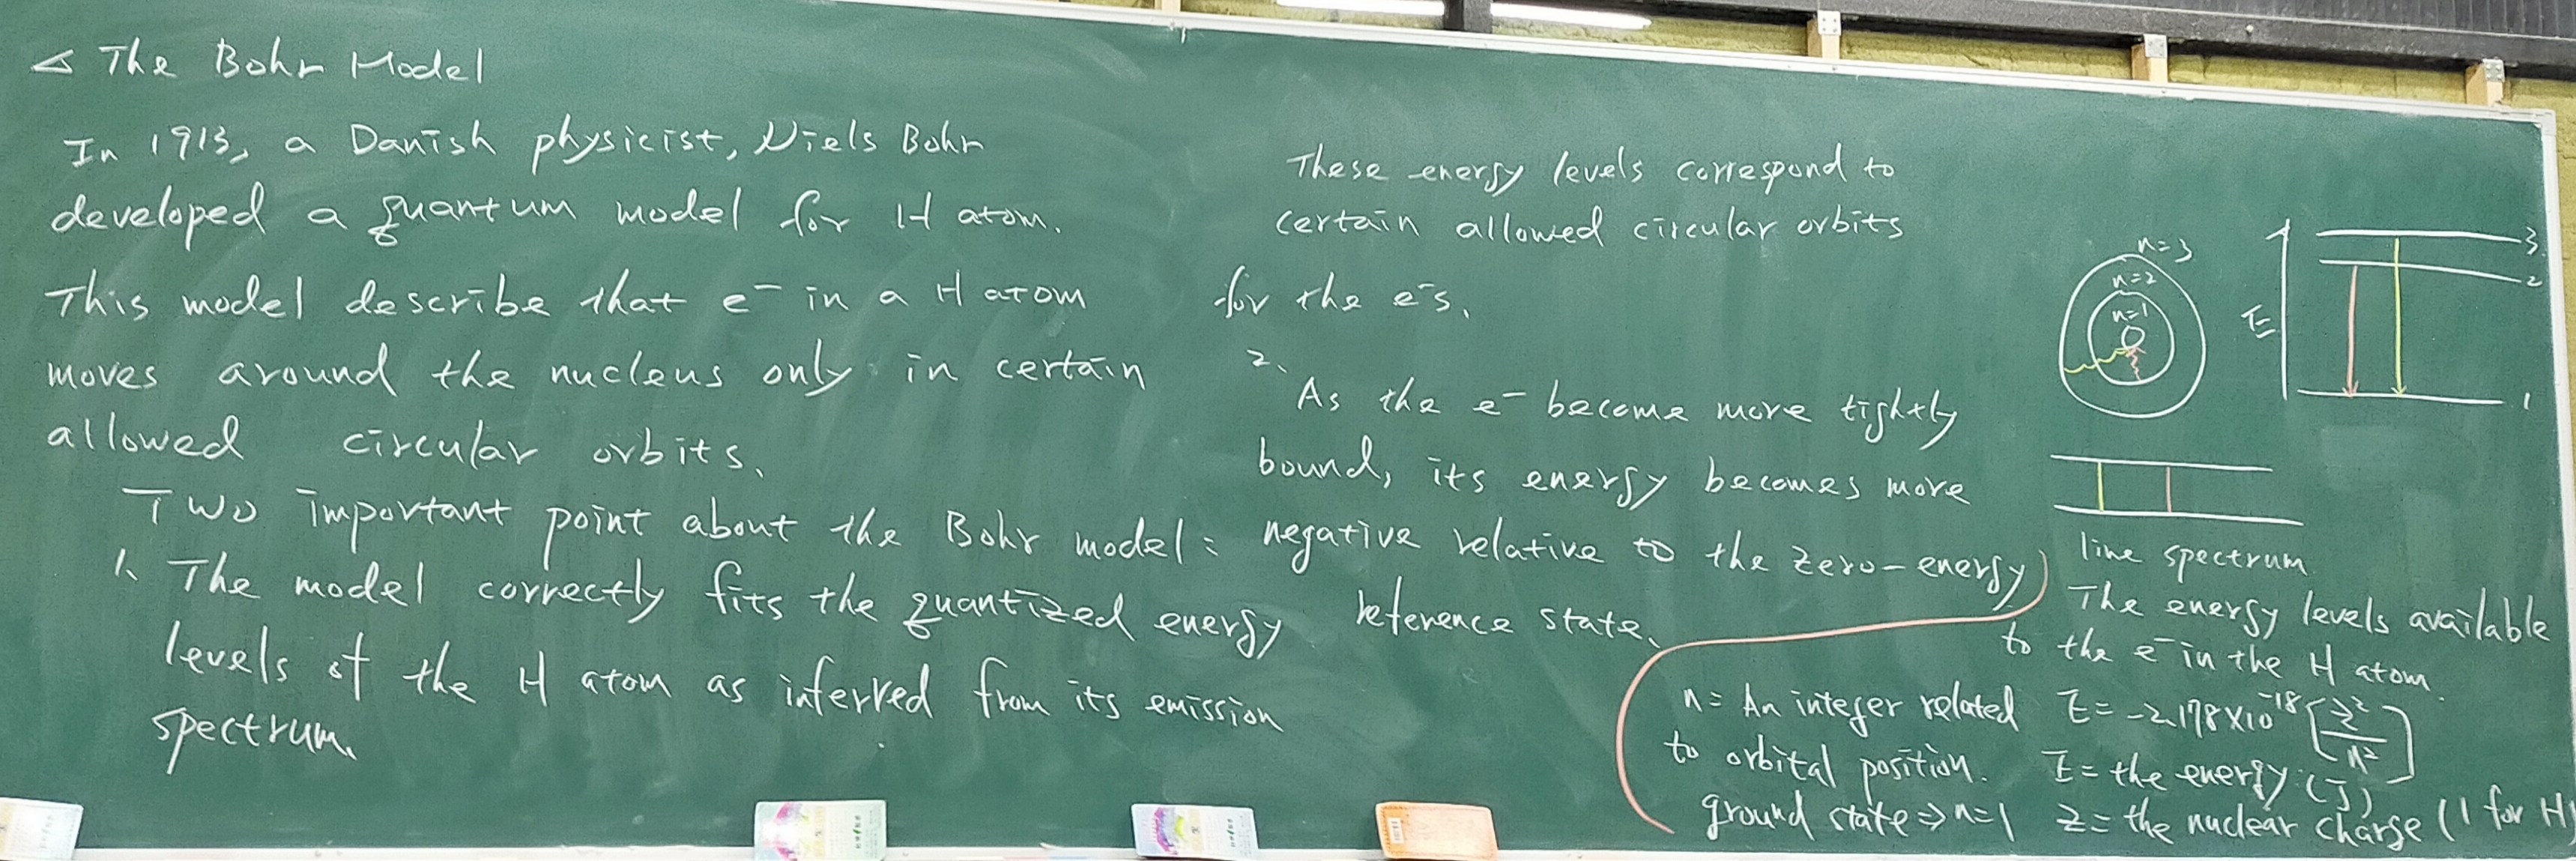 < The Bohr Model
In 1913, a Danish physicist, Niels Bohr
developed a quantum model for H atom.
This model describe that e⁻ in a H atom
moves around the nucleus only in certain
allowed circular orbits.
Two important point about the Bohr model:
1. The model correctly fits the quantized energy
levels of the H atom as inferred from its emission
spectrum.
These energy levels correspond to
certain allowed circular orbits
for the e⁻s.
2.
As the e⁻ become more tightly
bound, its energy becomes more
negative relative to the zero-energy
reference state.
n=3
n=2
n=1
E
3
2
1
line spectrum
The energy levels available
to the e⁻ in the H atom.
E = -2.178×10⁻¹⁸ [Z²/n²]
E = the energy (J)
Z = the nuclear charge (1 for H)
n = An integer related
to orbital position.
ground state ⇒ n=1